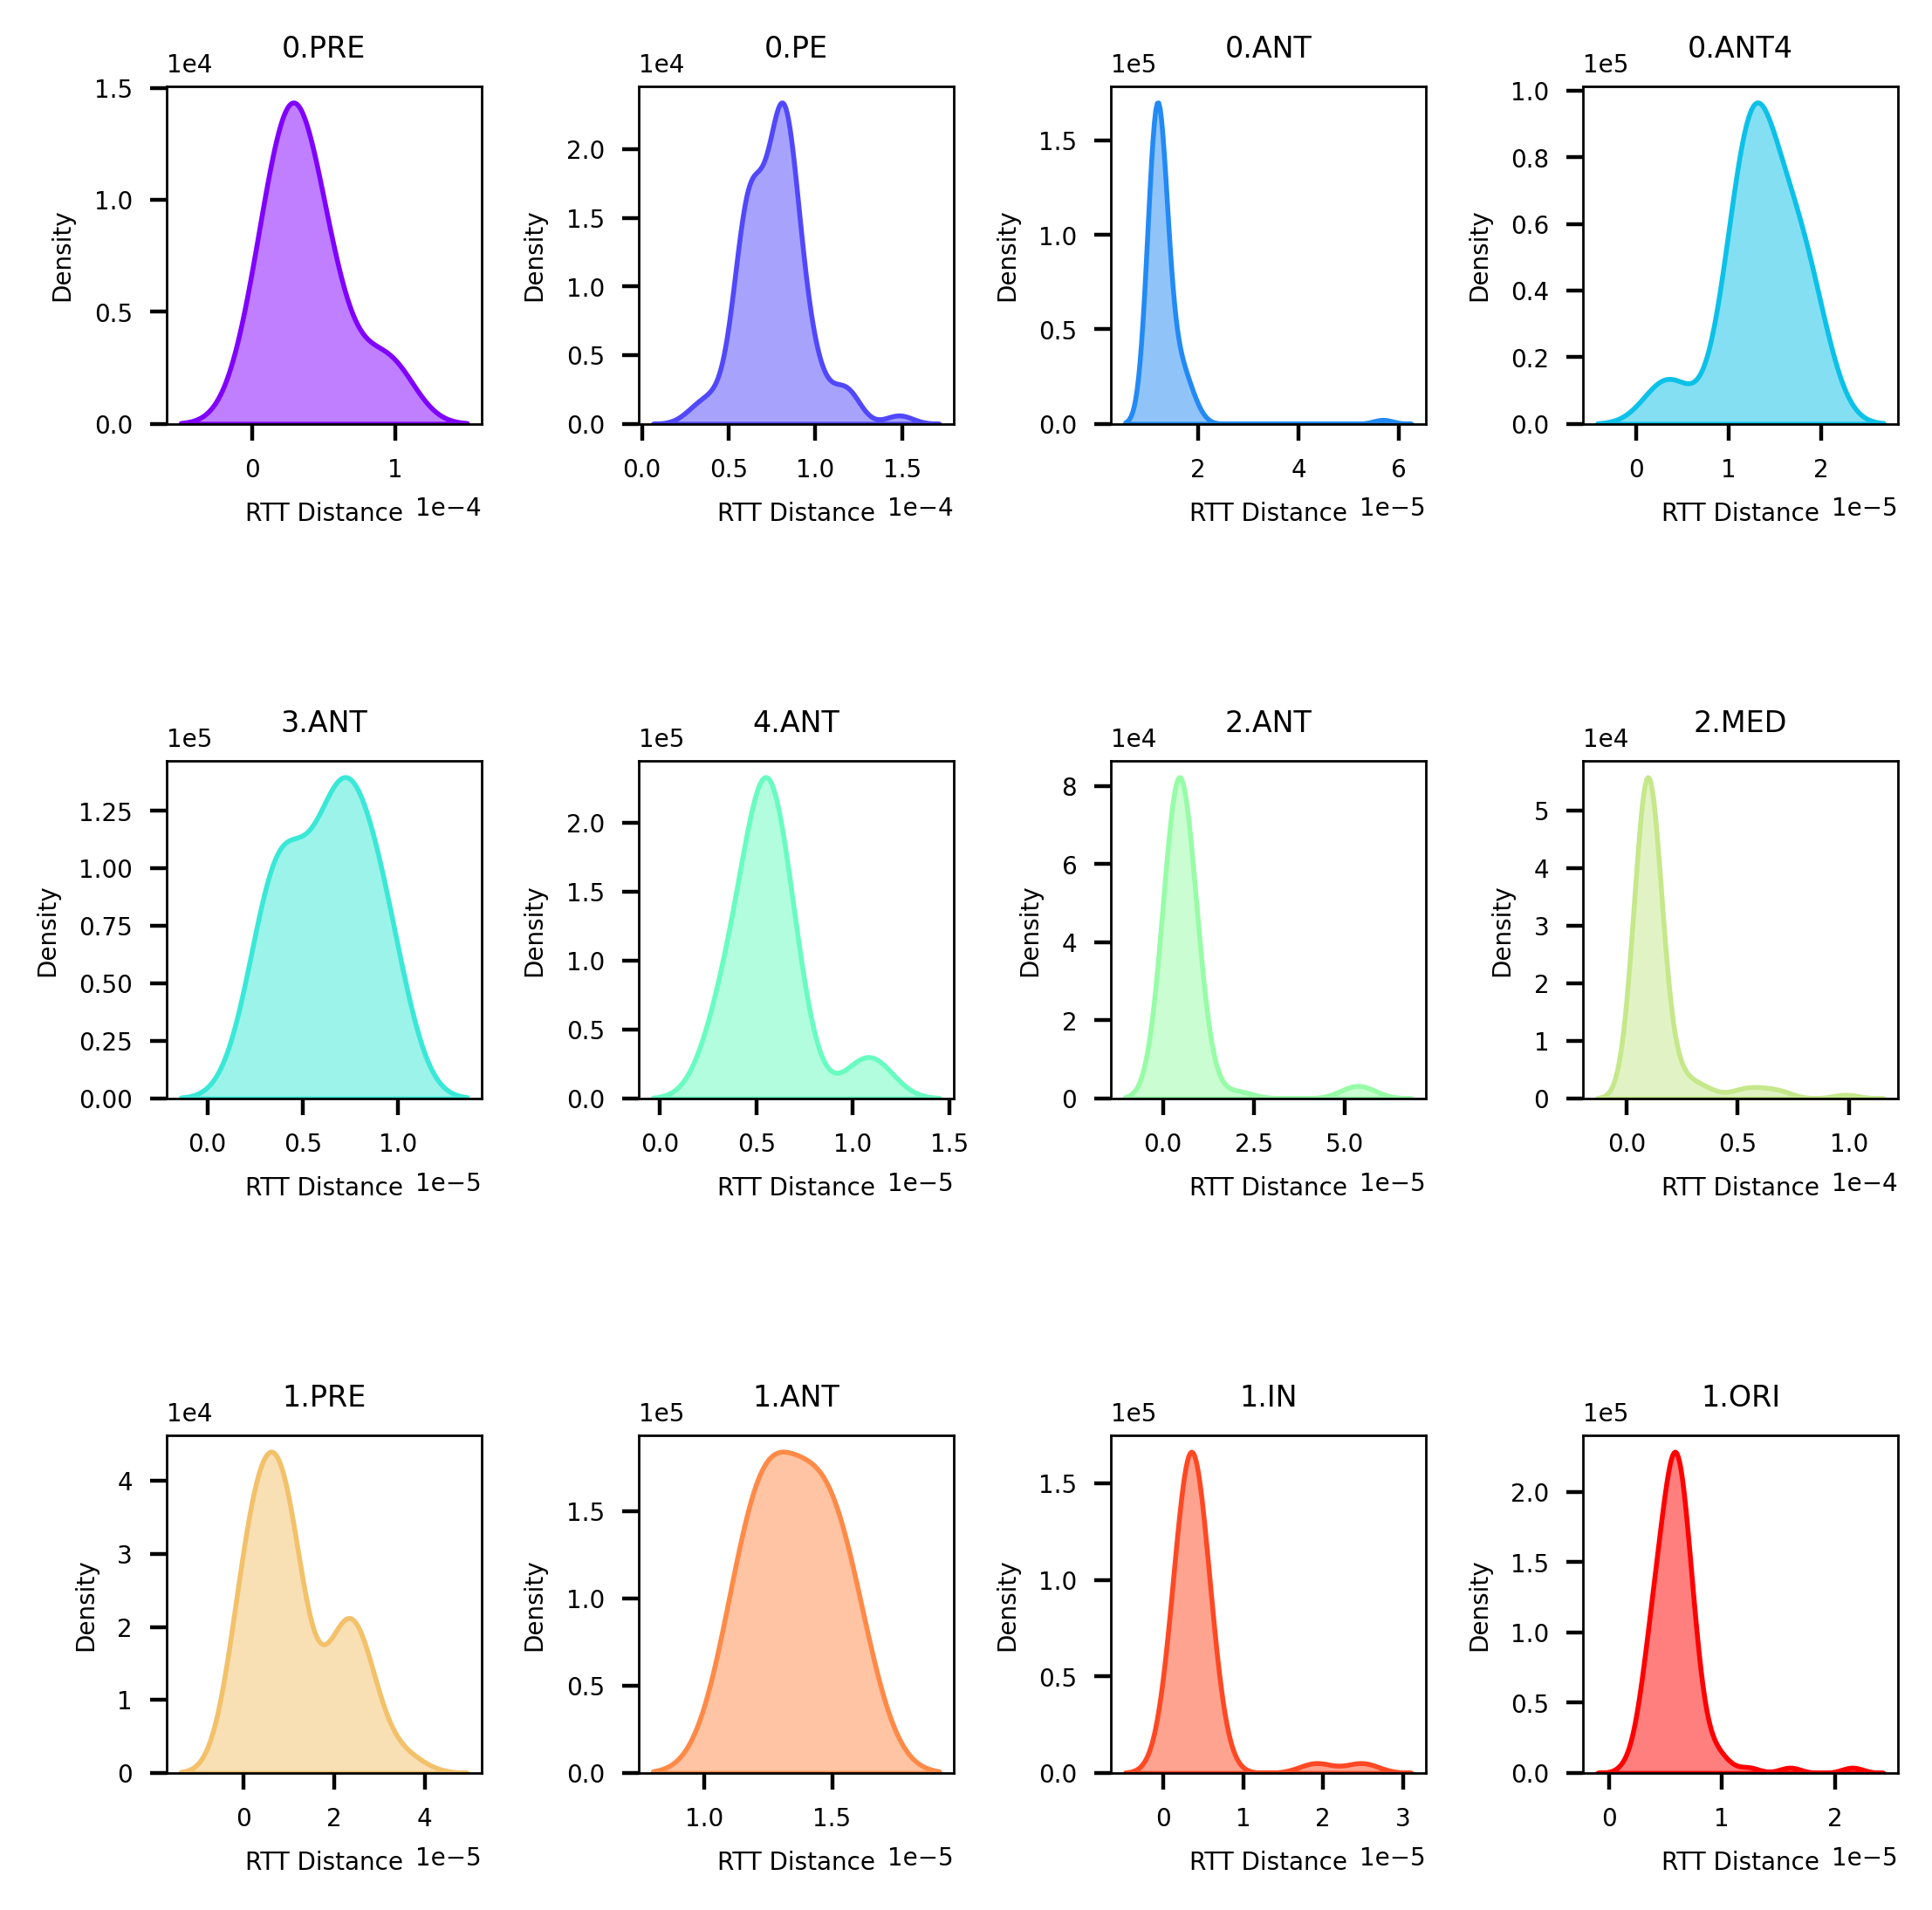 0.PRE 0.PE 0.ANT 0.ANT4
1e4 1e4 1e5 1e5
Density Density Density Density
1.5 1.0 0.5 0.0
2.0 1.5 1.0 0.5 0.0
1.5 1.0 0.5 0.0
1.0 0.8 0.6 0.4 0.2 0.0
0 1 0.0 0.5 1.0 1.5 2 4 6 0 1 2
RTT Distance 1e−4 RTT Distance 1e−4 RTT Distance 1e−5 RTT Distance 1e−5
3.ANT 4.ANT 2.ANT 2.MED
1e5 1e5 1e4 1e4
Density Density Density Density
1.25 1.00 0.75 0.50 0.25 0.00
2.0 1.5 1.0 0.5 0.0
8 6 4 2 0
5 4 3 2 1 0
0.0 0.5 1.0 0.0 0.5 1.0 1.5 0.0 2.5 5.0 0.0 0.5 1.0
RTT Distance 1e−5 RTT Distance 1e−5 RTT Distance 1e−5 RTT Distance 1e−4
1.PRE 1.ANT 1.IN 1.ORI
1e4 1e5 1e5 1e5
Density Density Density Density
4 3 2 1 0
1.5 1.0 0.5 0.0
1.5 1.0 0.5 0.0
2.0 1.5 1.0 0.5 0.0
0 2 4 1.0 1.5 0 1 2 3 0 1 2
RTT Distance 1e−5 RTT Distance 1e−5 RTT Distance 1e−5 RTT Distance 1e−5